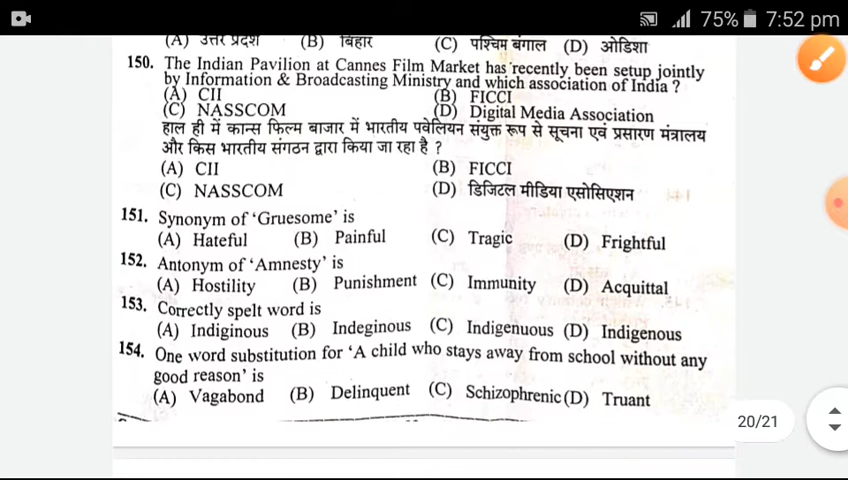 75% 7:52 pm
(A) उत्तर प्रदेश (B) बिहार (C) पश्चिम बंगाल (D) ओडिशा
150. The Indian Pavilion at Cannes Film Market has recently been setup jointly
by Information & Broadcasting Ministry and which association of India ?
(A) CII (B) FICCI
(C) NASSCOM (D) Digital Media Association
हाल ही में कान्स फिल्म बाजार में भारतीय पवेलियन संयुक्त रूप से सूचना एवं प्रसारण मंत्रालय
और किस भारतीय संगठन द्वारा किया जा रहा है ?
(A) CII (B) FICCI
(C) NASSCOM (D) डिजिटल मीडिया एसोसिएशन
151. Synonym of ‘Gruesome’ is
(A) Hateful (B) Painful (C) Tragic (D) Frightful
152. Antonym of ‘Amnesty’ is
(A) Hostility (B) Punishment (C) Immunity (D) Acquittal
153. Correctly spelt word is
(A) Indiginous (B) Indeginous (C) Indigenuous (D) Indigenous
154. One word substitution for ‘A child who stays away from school without any
good reason’ is
(A) Vagabond (B) Delinquent (C) Schizophrenic (D) Truant
20/21